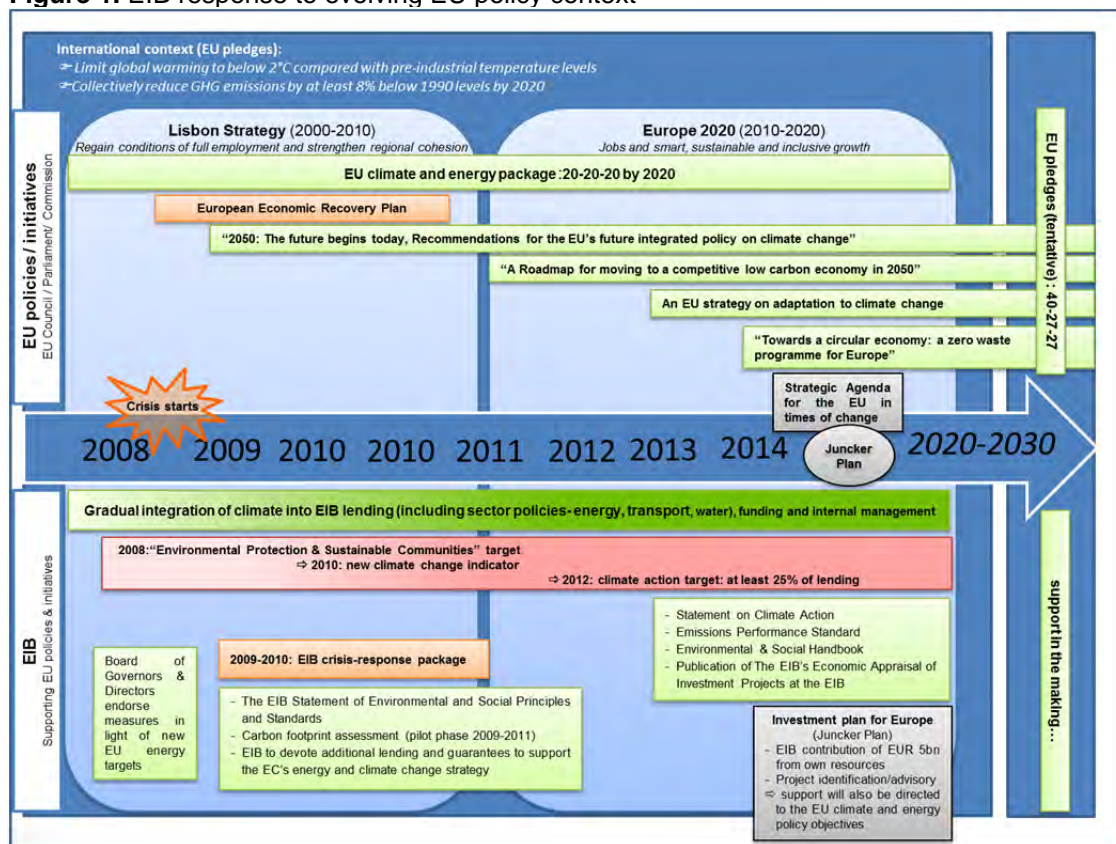 Figure 1: EIB response to evolving EU policy context
International context (EU pledges):
☞ Limit global warming to below 2°C compared with pre-industrial temperature levels
☞Collectively reduce GHG emissions by at least 8% below 1990 levels by 2020
EU policies / initiatives
EU Council / Parliament/ Commission
Lisbon Strategy (2000-2010)
Regain conditions of full employment and strengthen regional cohesion
Europe 2020 (2010-2020)
Jobs and smart, sustainable and inclusive growth
EU climate and energy package :20-20-20 by 2020
European Economic Recovery Plan
“2050: The future begins today, Recommendations for the EU’s future integrated policy on climate change”
“A Roadmap for moving to a competitive low carbon economy in 2050”
An EU strategy on adaptation to climate change
“Towards a circular economy: a zero waste
programme for Europe”
EU pledges (tentative) : 40-27-27
Strategic Agenda
for the EU in
times of change
Crisis starts
2008 2009 2010 2010 2011 2012 2013 2014
Juncker
Plan
2020-2030
EIB
Supporting EU policies & initiatives
Gradual integration of climate into EIB lending (including sector policies- energy, transport, water), funding and internal management
2008:“Environmental Protection & Sustainable Communities” target
⇨ 2010: new climate change indicator
⇨ 2012: climate action target: at least 25% of lending
Board of
Governors &
Directors
endorse
measures in
light of new
EU energy
targets
2009-2010: EIB crisis-response package
- The EIB Statement of Environmental and Social Principles
and Standards
- Carbon footprint assessment (pilot phase 2009-2011)
- EIB to devote additional lending and guarantees to support
the EC’s energy and climate change strategy
- Statement on Climate Action
- Emissions Performance Standard
- Environmental & Social Handbook
- Publication of The EIB’s Economic Appraisal of
Investment Projects at the EIB
Investment plan for Europe
(Juncker Plan)
- EIB contribution of EUR 5bn
from own resources
- Project identification/advisory
⇨ support will also be directed
to the EU climate and energy
policy objectives
support in the making...